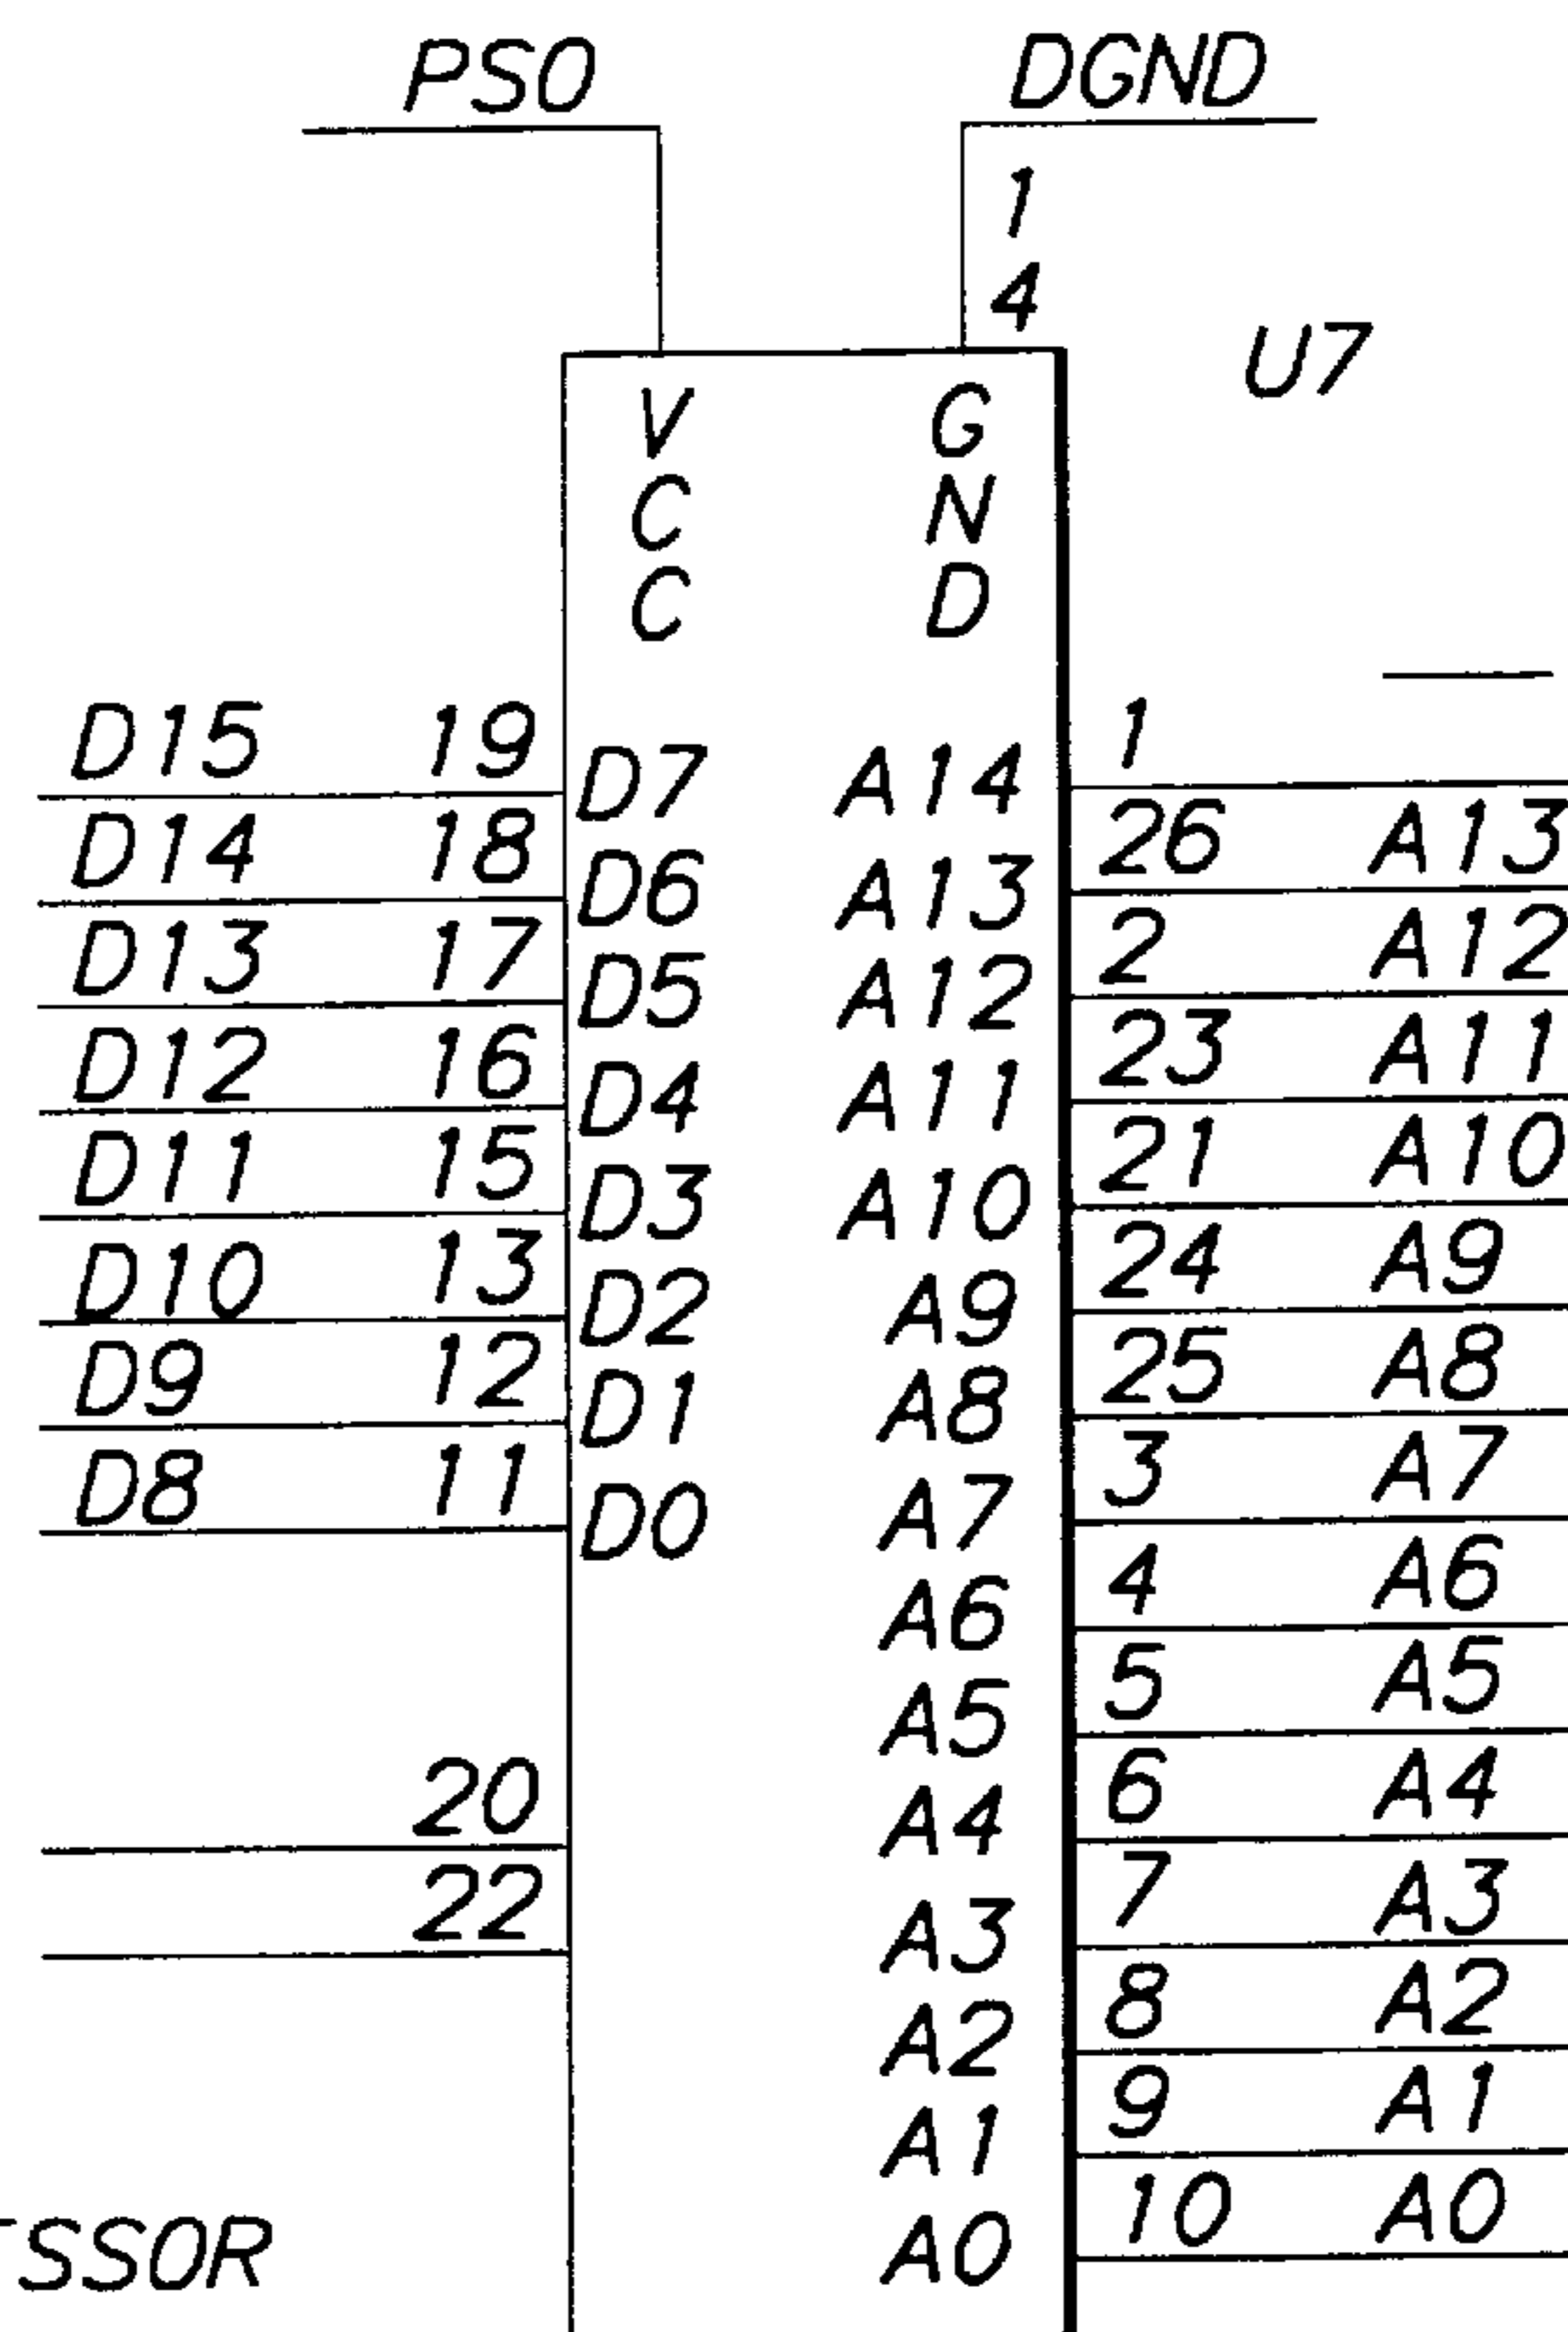 PS0 DGND
1
4
U7
V G
C N
C D
D15 19 D7 A14 1
D14 18 D6 A13 26 A13
D13 17 D5 A12 2 A12
D12 16 D4 A11 23 A11
D11 15 D3 A10 21 A10
D10 13 D2 A9 24 A9
D9 12 D1 A8 25 A8
D8 11 D0 A7 3 A7
A6 4 A6
A5 5 A5
20 A4 6 A4
22 A3 7 A3
A2 8 A2
A1 9 A1
SSOR A0 10 A0